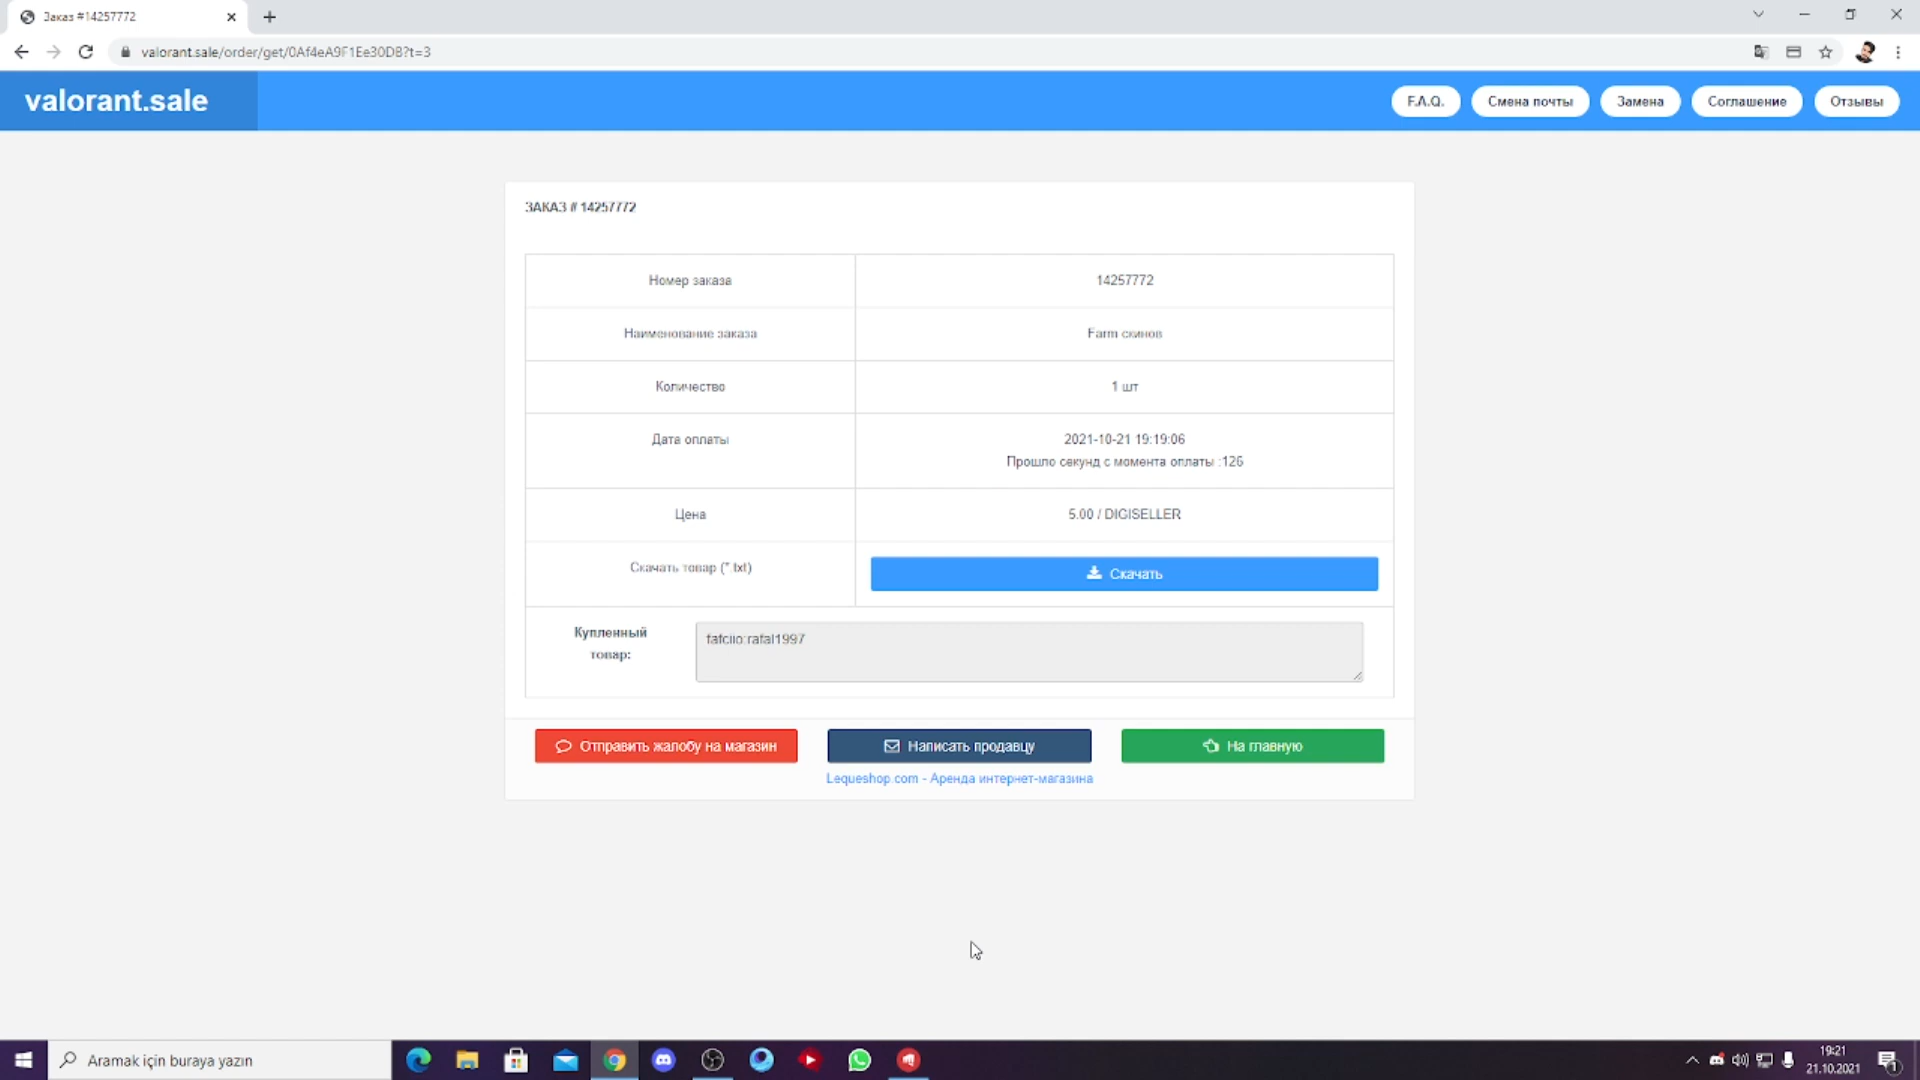 Заказ #14257772
valorant.sale/order/get/0Af4eA9F1Ee30D8?t=3
valorant.sale
F.A.Q.
Смена почты
Замена
Соглашение
Отзывы
ЗАКАЗ # 14257772
Номер заказа
14257772
Наименование заказа
Farm скинов
Количество
1 шт
Дата оплаты
2021-10-21 19:19:06
Прошло секунд с момента оплаты :126
Цена
5.00 / DIGISELLER
Скачать товар (*.txt)
Скачать
Купленный
товар:
fafciio:rafal1997
Отправить жалобу на магазин
Написать продавцу
На главную
Lequeshop.com - Аренда интернет-магазина
Aramak için buraya yazın
19:21
21.10.2021
1